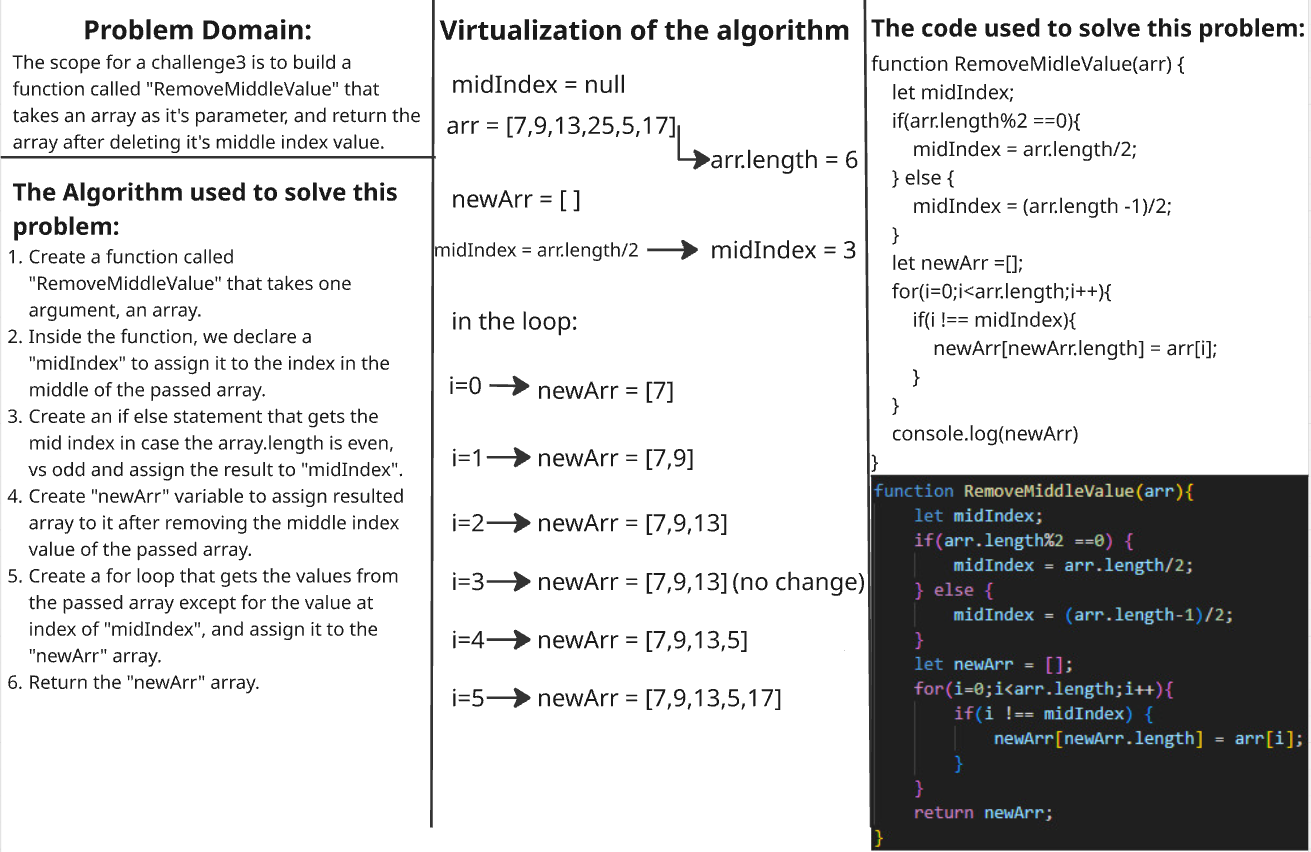 Problem Domain:
The scope for a challenge3 is to build a
function called "RemoveMiddleValue" that
takes an array as it's parameter, and return the
array after deleting it's middle index value.
The Algorithm used to solve this
problem:
1. Create a function called
"RemoveMiddleValue" that takes one
argument, an array.
2. Inside the function, we declare a
"midIndex" to assign it to the index in the
middle of the passed array.
3. Create an if else statement that gets the
mid index in case the array.length is even,
vs odd and assign the result to "midIndex".
4. Create "newArr" variable to assign resulted
array to it after removing the middle index
value of the passed array.
5. Create a for loop that gets the values from
the passed array except for the value at
index of "midIndex", and assign it to the
"newArr" array.
6. Return the "newArr" array.
Virtualization of the algorithm
midIndex = null
arr = [7,9,13,25,5,17]
arr.length = 6
newArr = [ ]
midIndex = arr.length/2
midIndex = 3
in the loop:
i=0
newArr = [7]
i=1
newArr = [7,9]
i=2
newArr = [7,9,13]
i=3
newArr = [7,9,13] (no change)
i=4
newArr = [7,9,13,5]
i=5
newArr = [7,9,13,5,17]
The code used to solve this problem:
function RemoveMidleValue(arr) {
let midIndex;
if(arr.length%2 ==0){
midIndex = arr.length/2;
} else {
midIndex = (arr.length -1)/2;
}
let newArr =[];
for(i=0;i<arr.length;i++){
if(i !== midIndex){
newArr[newArr.length] = arr[i];
}
}
console.log(newArr)
}
function RemoveMiddleValue(arr){
let midIndex;
if(arr.length%2 ==0) {
midIndex = arr.length/2;
} else {
midIndex = (arr.length-1)/2;
}
let newArr = [];
for(i=0;i<arr.length;i++){
if(i !== midIndex) {
newArr[newArr.length] = arr[i];
}
}
return newArr;
}